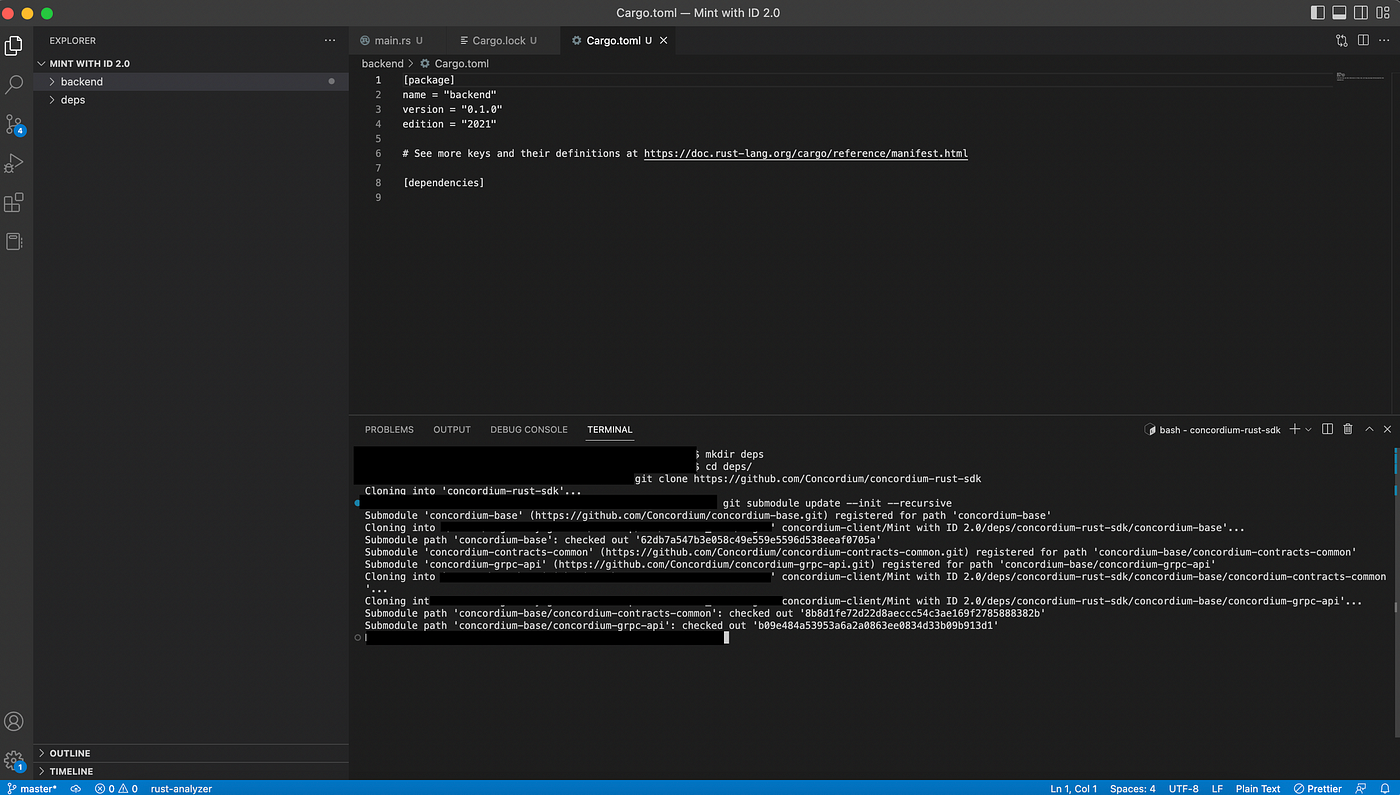 Cargo.toml — Mint with ID 2.0
EXPLORER
MINT WITH ID 2.0
backend
deps
main.rs U
Cargo.lock U
Cargo.toml U
backend > Cargo.toml
1 [package]
2 name = "backend"
3 version = "0.1.0"
4 edition = "2021"
5
6 # See more keys and their definitions at https://doc.rust-lang.org/cargo/reference/manifest.html
7
8 [dependencies]
9
4
PROBLEMS OUTPUT DEBUG CONSOLE TERMINAL
bash - concordium-rust-sdk
$ mkdir deps
$ cd deps/
git clone https://github.com/Concordium/concordium-rust-sdk
Cloning into 'concordium-rust-sdk'...
git submodule update --init --recursive
Submodule 'concordium-base' (https://github.com/Concordium/concordium-base.git) registered for path 'concordium-base'
Cloning into ' concordium-client/Mint with ID 2.0/deps/concordium-rust-sdk/concordium-base'...
Submodule path 'concordium-base': checked out '62db7a547b3e058c49e559e5596d538eeaf0705a'
Submodule 'concordium-contracts-common' (https://github.com/Concordium/concordium-contracts-common.git) registered for path 'concordium-base/concordium-contracts-common'
Submodule 'concordium-grpc-api' (https://github.com/Concordium/concordium-grpc-api.git) registered for path 'concordium-base/concordium-grpc-api'
Cloning into ' concordium-client/Mint with ID 2.0/deps/concordium-rust-sdk/concordium-base/concordium-contracts-common
'...
Cloning int concordium-client/Mint with ID 2.0/deps/concordium-rust-sdk/concordium-base/concordium-grpc-api'...
Submodule path 'concordium-base/concordium-contracts-common': checked out '8b8d1fe72d22d8aeccc54c3ae169f2785888382b'
Submodule path 'concordium-base/concordium-grpc-api': checked out 'b09e484a53953a6a2a0863ee0834d33b09b913d1'
OUTLINE
TIMELINE
1
master* 0 0 rust-analyzer
Ln 1, Col 1 Spaces: 4 UTF-8 LF Plain Text Prettier